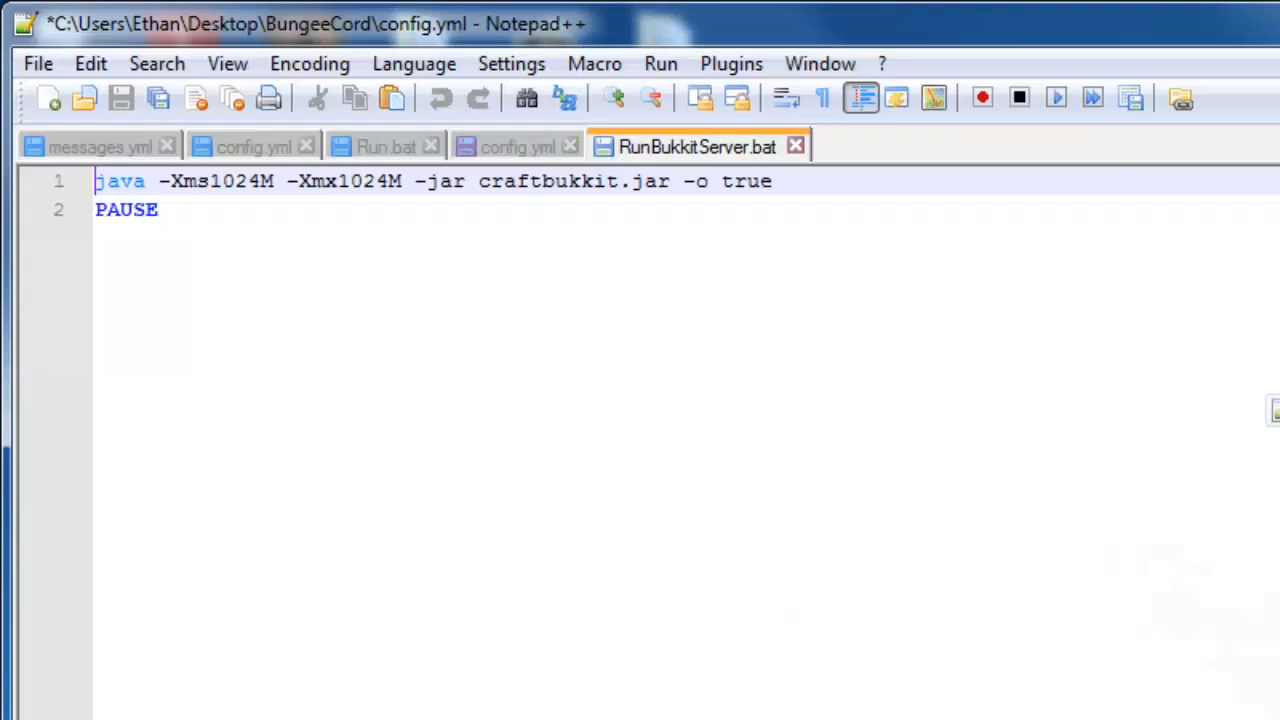 *C:\Users\Ethan\Desktop\BungeeCord\config.yml - Notepad++
File Edit Search View Encoding Language Settings Macro Run Plugins Window ?
messages.yml config.yml Run.bat config.yml RunBukkitServer.bat
1 java -Xms1024M -Xmx1024M -jar craftbukkit.jar -o true
2 PAUSE